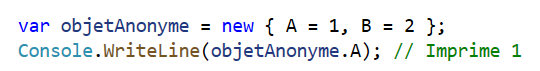 var objetAnonyme = new { A = 1, B = 2 };
Console.WriteLine(objetAnonyme.A); // Imprime 1